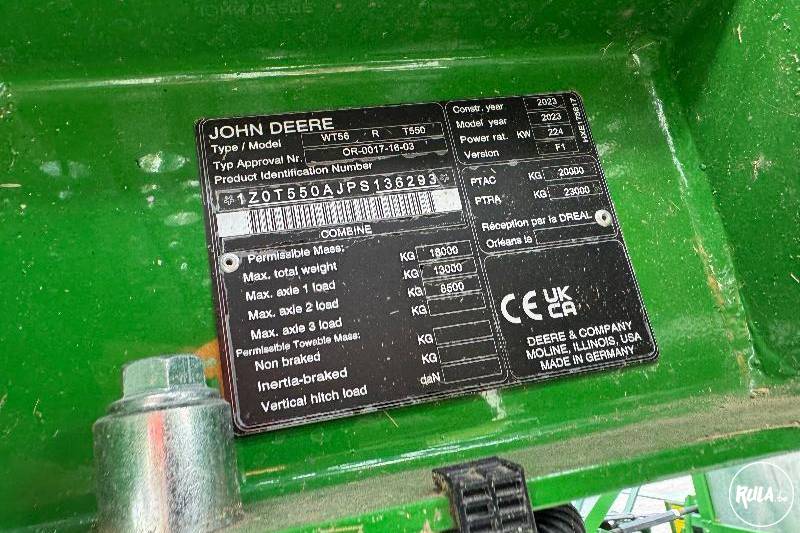 JOHN DEERE
Type / Model WT56 R T550
Typ Approval Nr. OR-0017-16-03
Product Identification Number
*1Z0T550AJPS136293*
COMBINE
Permissible Mass:
Max. total weight KG 18000
Max. axle 1 load KG 13000
Max. axle 2 load KG 8500
Max. axle 3 load
Permissible Towable Mass:
Non braked KG
Inertia-braked KG
Vertical hitch load daN
Constr. year 2023
Model year 2023
Power rat. KW 224
Version F1
PTAC KG 20000
PTRA KG 23000
Réception par la DREAL
Orléans le
CE UK
CA
DEERE & COMPANY
MOLINE, ILLINOIS, USA
MADE IN GERMANY
RULA.be